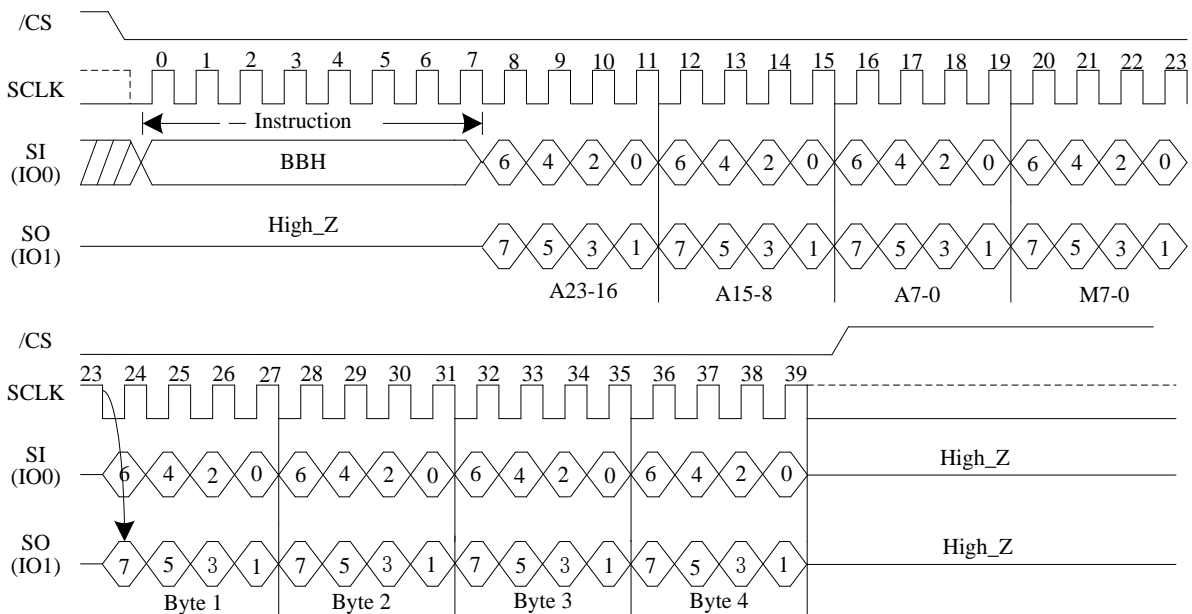 /CS
0 1 2 3 4 5 6 7 8 9 10 11 12 13 14 15 16 17 18 19 20 21 22 23
SCLK
Instruction
SI
(IO0)
BBH
6 4 2 0 6 4 2 0 6 4 2 0 6 4 2 0
High_Z
SO
(IO1)
7 5 3 1 7 5 3 1 7 5 3 1 7 5 3 1
A23-16 A15-8 A7-0 M7-0
/CS
23 24 25 26 27 28 29 30 31 32 33 34 35 36 37 38 39
SCLK
SI
(IO0)
6 4 2 0 6 4 2 0 6 4 2 0 6 4 2 0
High_Z
SO
(IO1)
7 5 3 1 7 5 3 1 7 5 3 1 7 5 3 1
High_Z
Byte 1 Byte 2 Byte 3 Byte 4